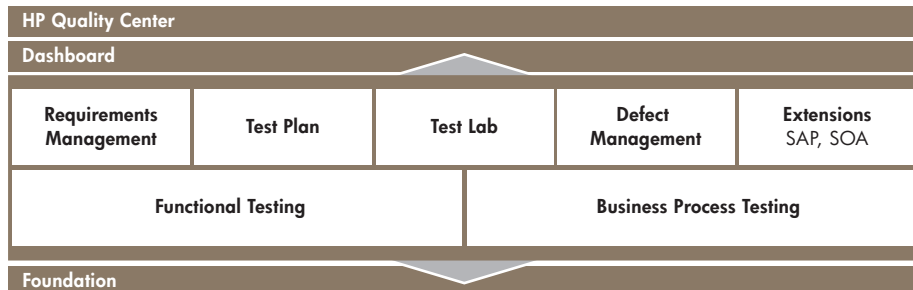 HP Quality Center
Dashboard
Requirements
Management
Test Plan
Test Lab
Defect
Management
Extensions
SAP, SOA
Functional Testing
Business Process Testing
Foundation